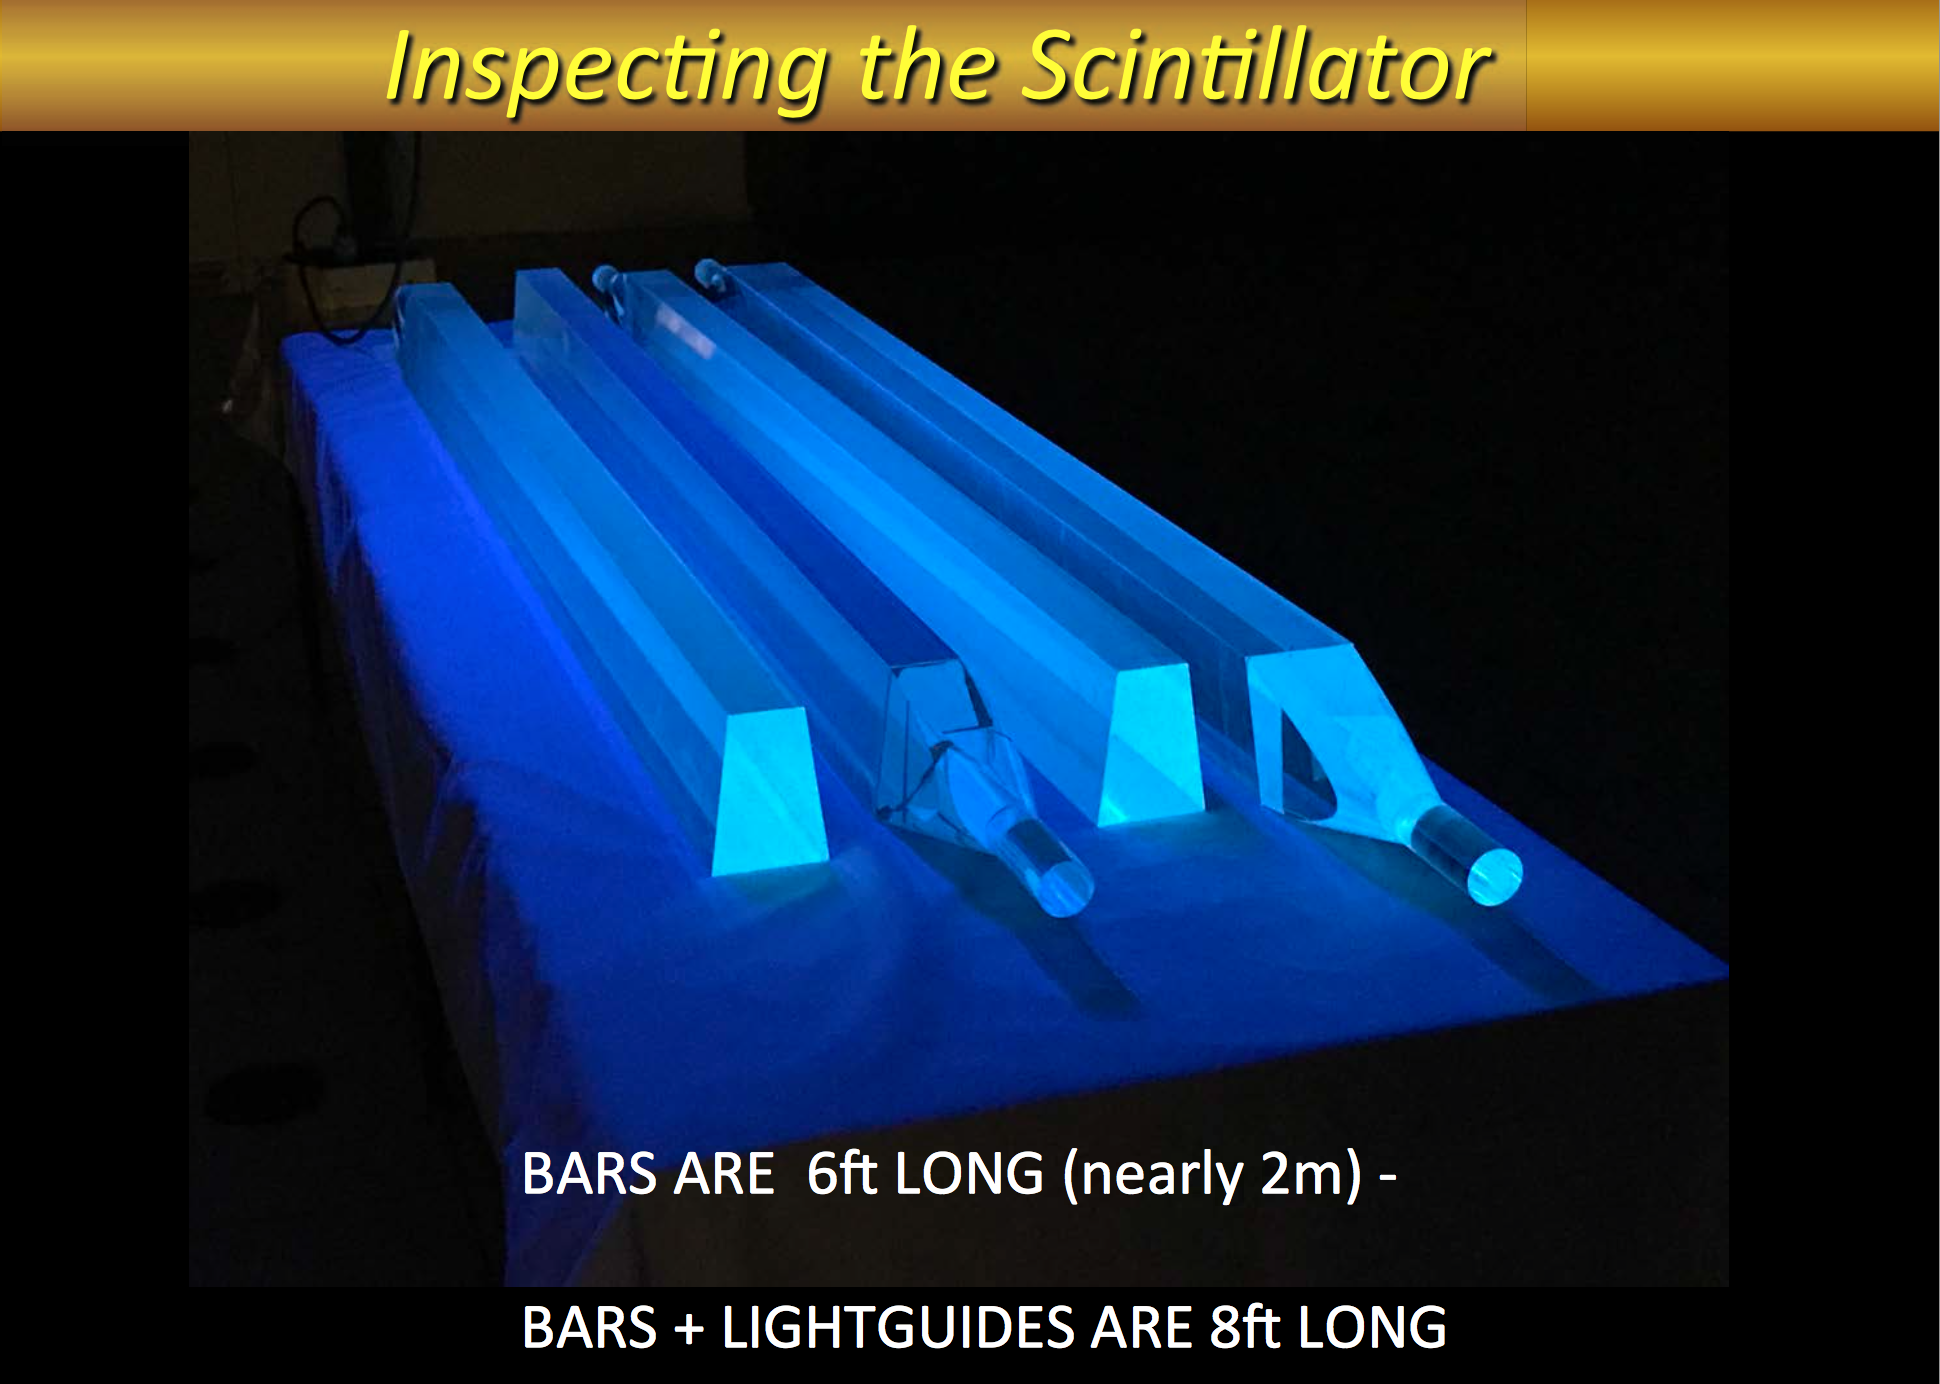 Inspecting the Scintillator
BARS ARE  6ft LONG (nearly 2m) -
BARS + LIGHTGUIDES ARE 8ft LONG